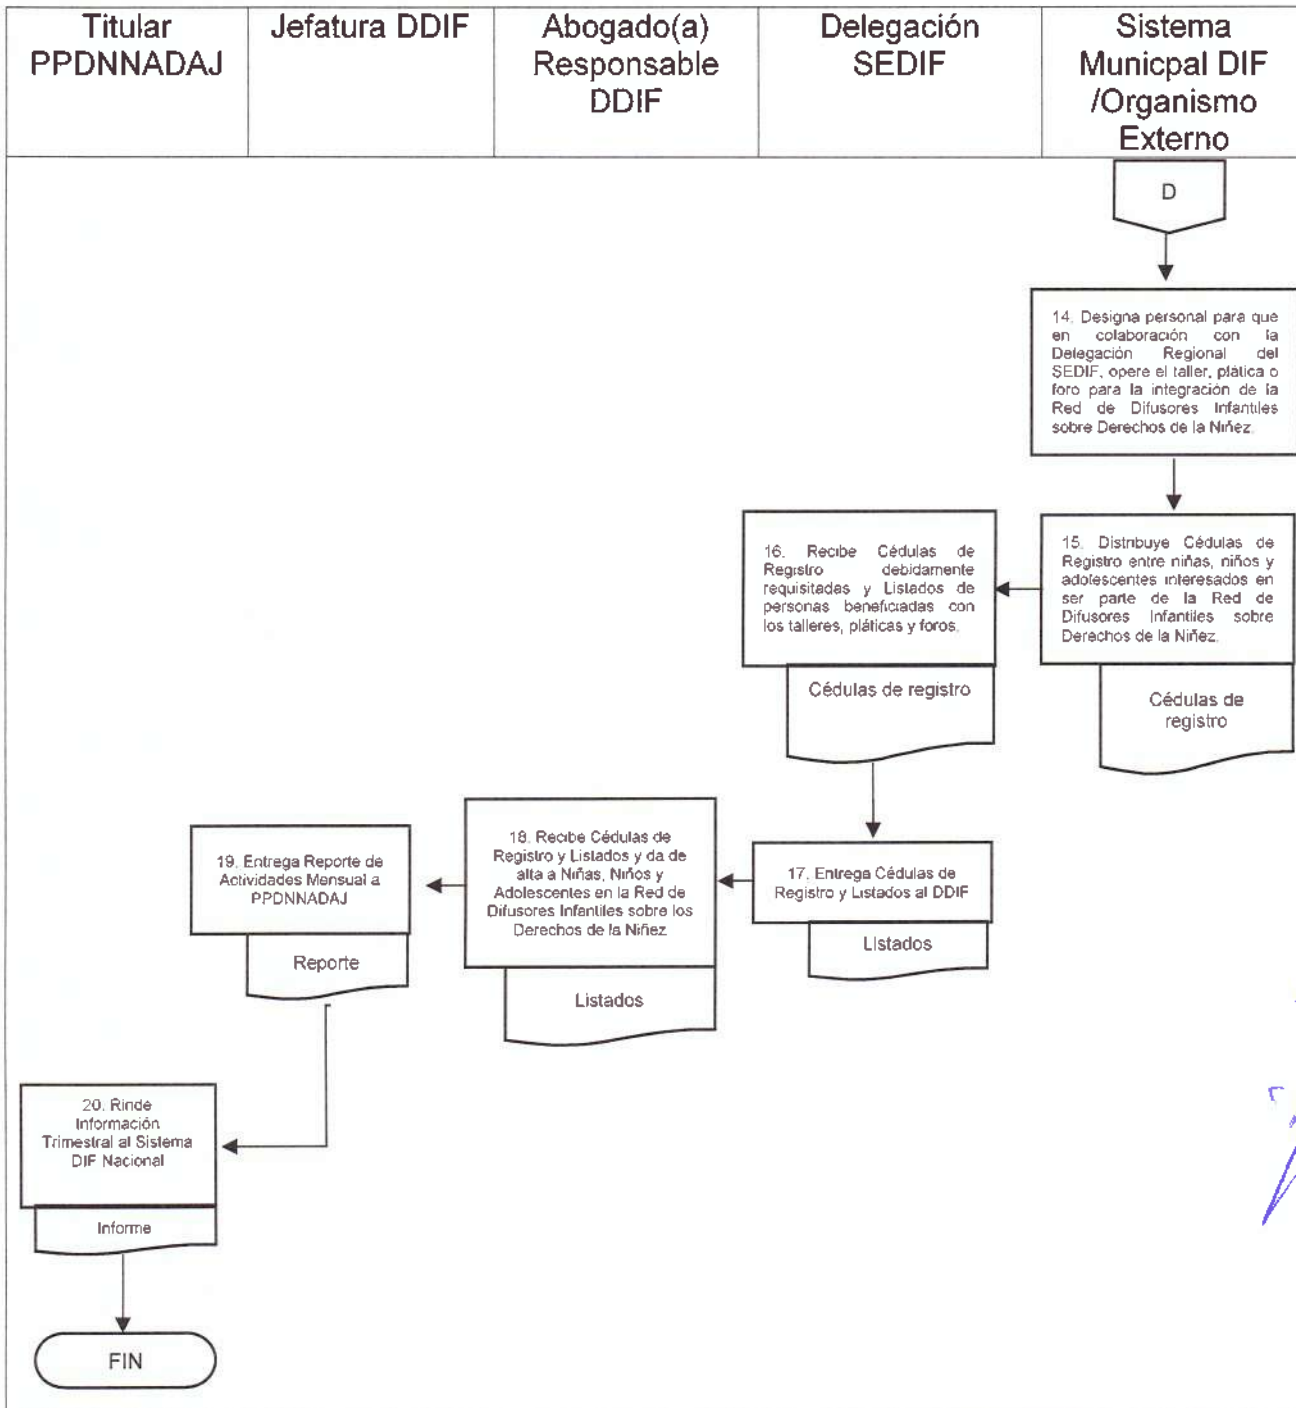 Titular
PPDNNADAJ
Jefatura DDIF
Abogado(a)
Responsable
DDIF
Delegación
SEDIF
Sistema
Municpal DIF
/Organismo
Externo
D
14. Designa personal para que
en colaboración con la
Delegación Regional del
SEDIF, opere el taller, plática o
foro para la integración de la
Red de Difusores Infantiles
sobre Derechos de la Niñez.
15. Distribuye Cédulas de
Registro entre niñas, niños y
adolescentes interesados en
ser parte de la Red de
Difusores Infantiles sobre
Derechos de la Niñez.
Cédulas de
registro
16. Recibe Cédulas de
Registro debidamente
requisitadas y Listados de
personas beneficiadas con
los talleres, pláticas y foros.
Cédulas de registro
17. Entrega Cédulas de
Registro y Listados al DDIF
Listados
18. Recibe Cédulas de
Registro y Listados y da de
alta a Niñas, Niños y
Adolescentes en la Red de
Difusores Infantiles sobre los
Derechos de la Niñez
Listados
19. Entrega Reporte de
Actividades Mensual a
PPDNNADAJ
Reporte
20. Rinde
Información
Trimestral al Sistema
DIF Nacional
Informe
FIN